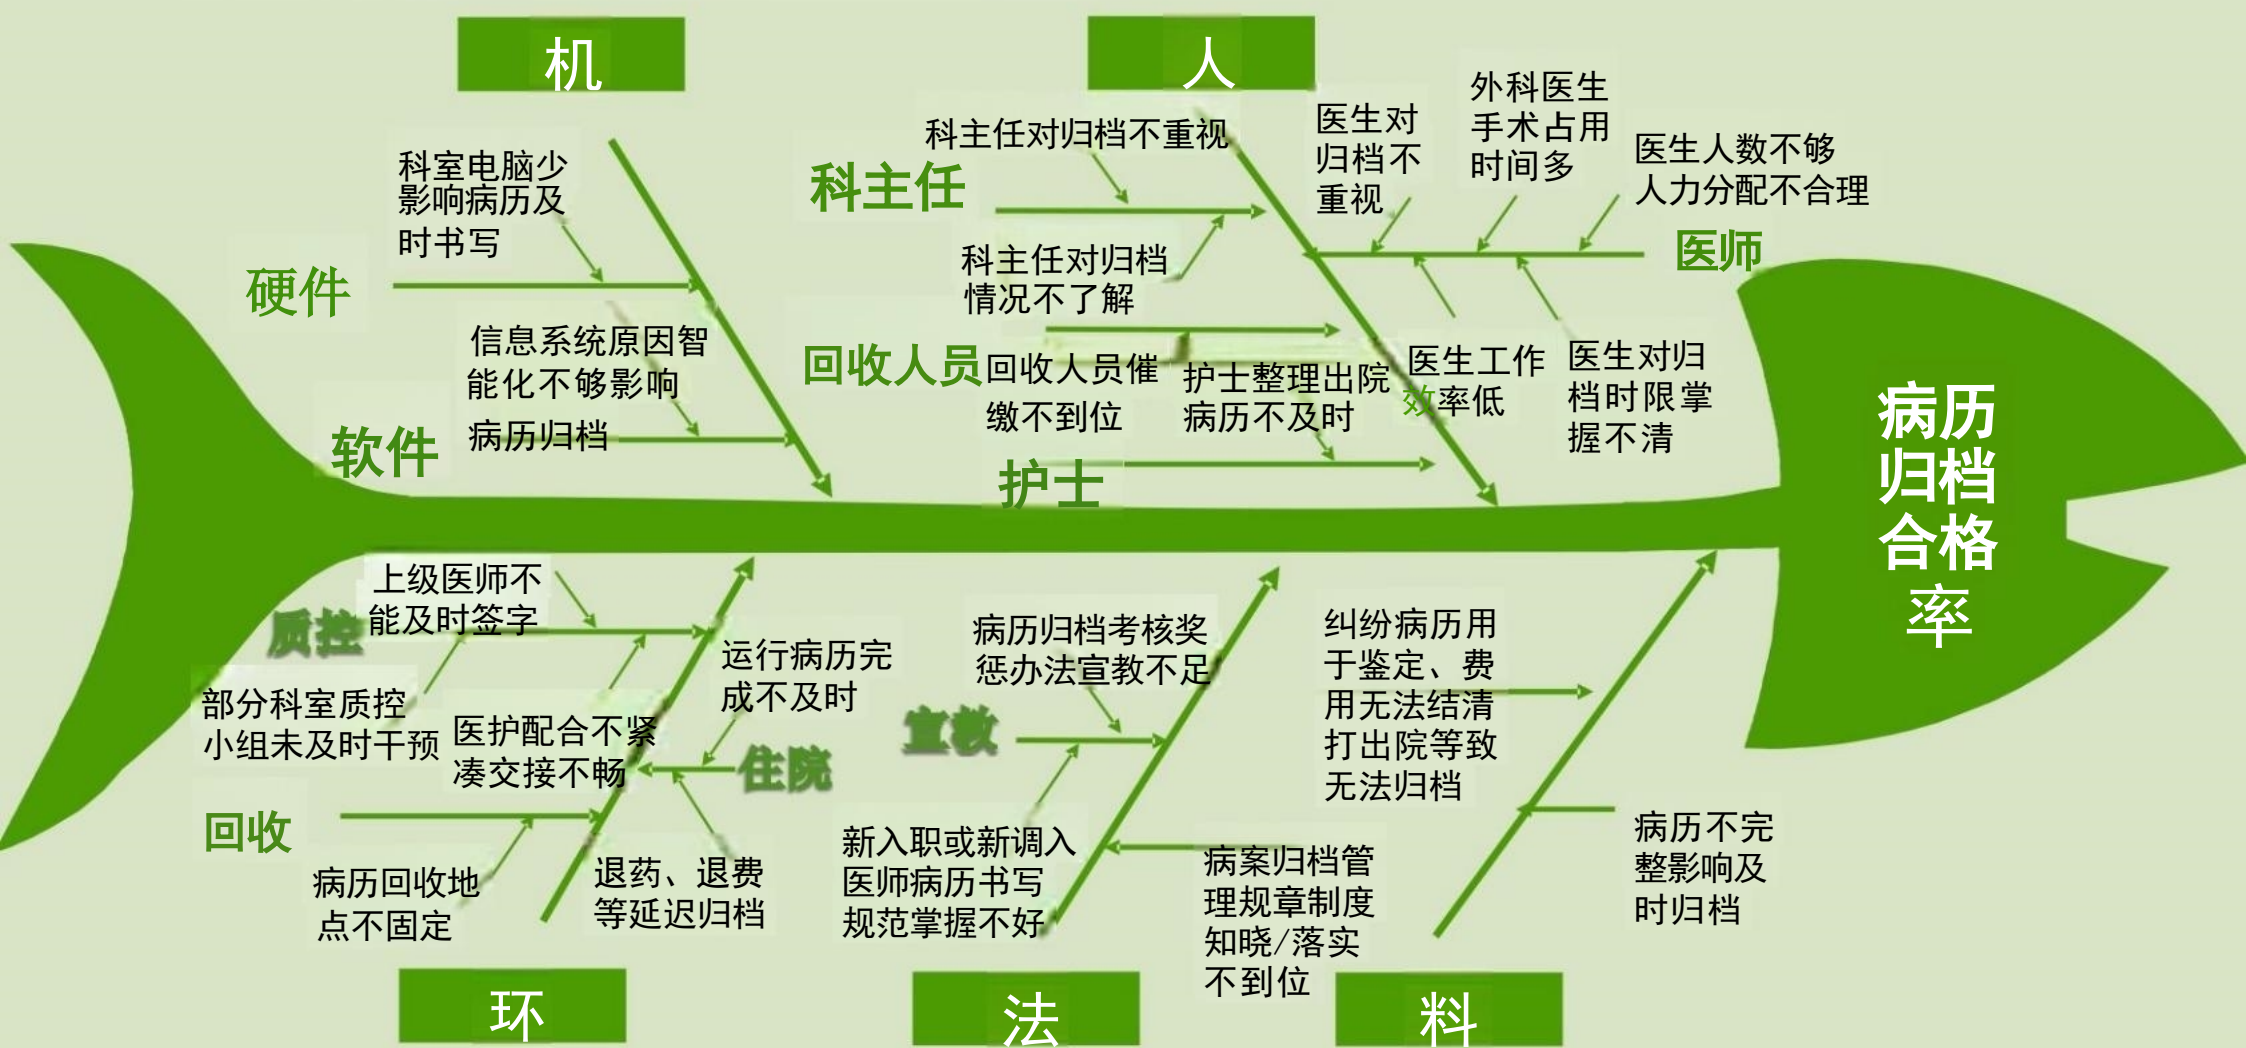 机
人
科室电脑少
影响病历及
时书写
硬件
信息系统原因智
能化不够影响
病历归档
软件
科主任对归档不重视
科主任
科主任对归档
情况不了解
回收人员
回收人员催
缴不到位
护士整理出院
病历不及时
护士
医生对
归档不
重视
外科医生
手术占用
时间多
医生人数不够
人力分配不合理
医师
医生工作
效率低
医生对归
档时限掌
握不清
病历
归档
合格
率
上级医师不
能及时签字
质控
部分科室质控
小组未及时干预
医护配合不紧
凑交接不畅
运行病历完
成不及时
住院
回收
病历回收地
点不固定
退药、退费
等延迟归档
环
病历归档考核奖
惩办法宣教不足
宣教
新入职或新调入
医师病历书写
规范掌握不好
病案归档管
理规章制度
知晓/落实
不到位
法
纠纷病历用
于鉴定、费
用无法结清
打出院等致
无法归档
病历不完
整影响及
时归档
料